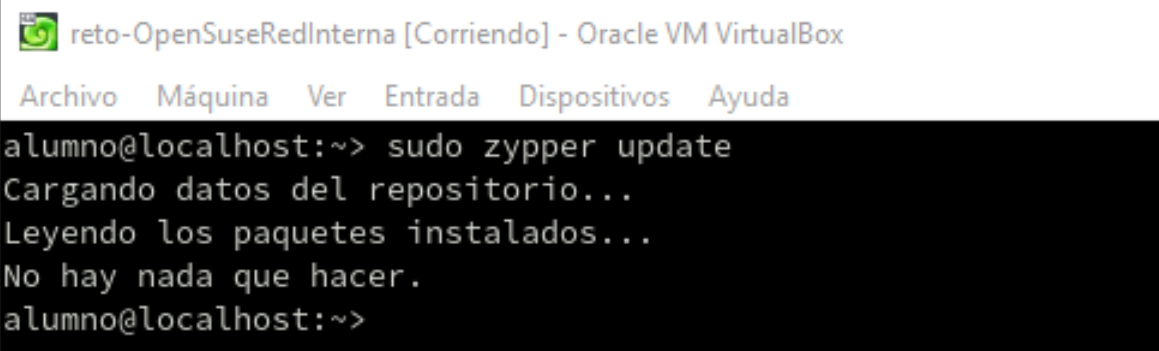 reto-OpenSuseRedInterna [Corriendo] - Oracle VM VirtualBox
Archivo Máquina Ver Entrada Dispositivos Ayuda
alumno@localhost:~> sudo zypper update
Cargando datos del repositorio...
Leyendo los paquetes instalados...
No hay nada que hacer.
alumno@localhost:~>